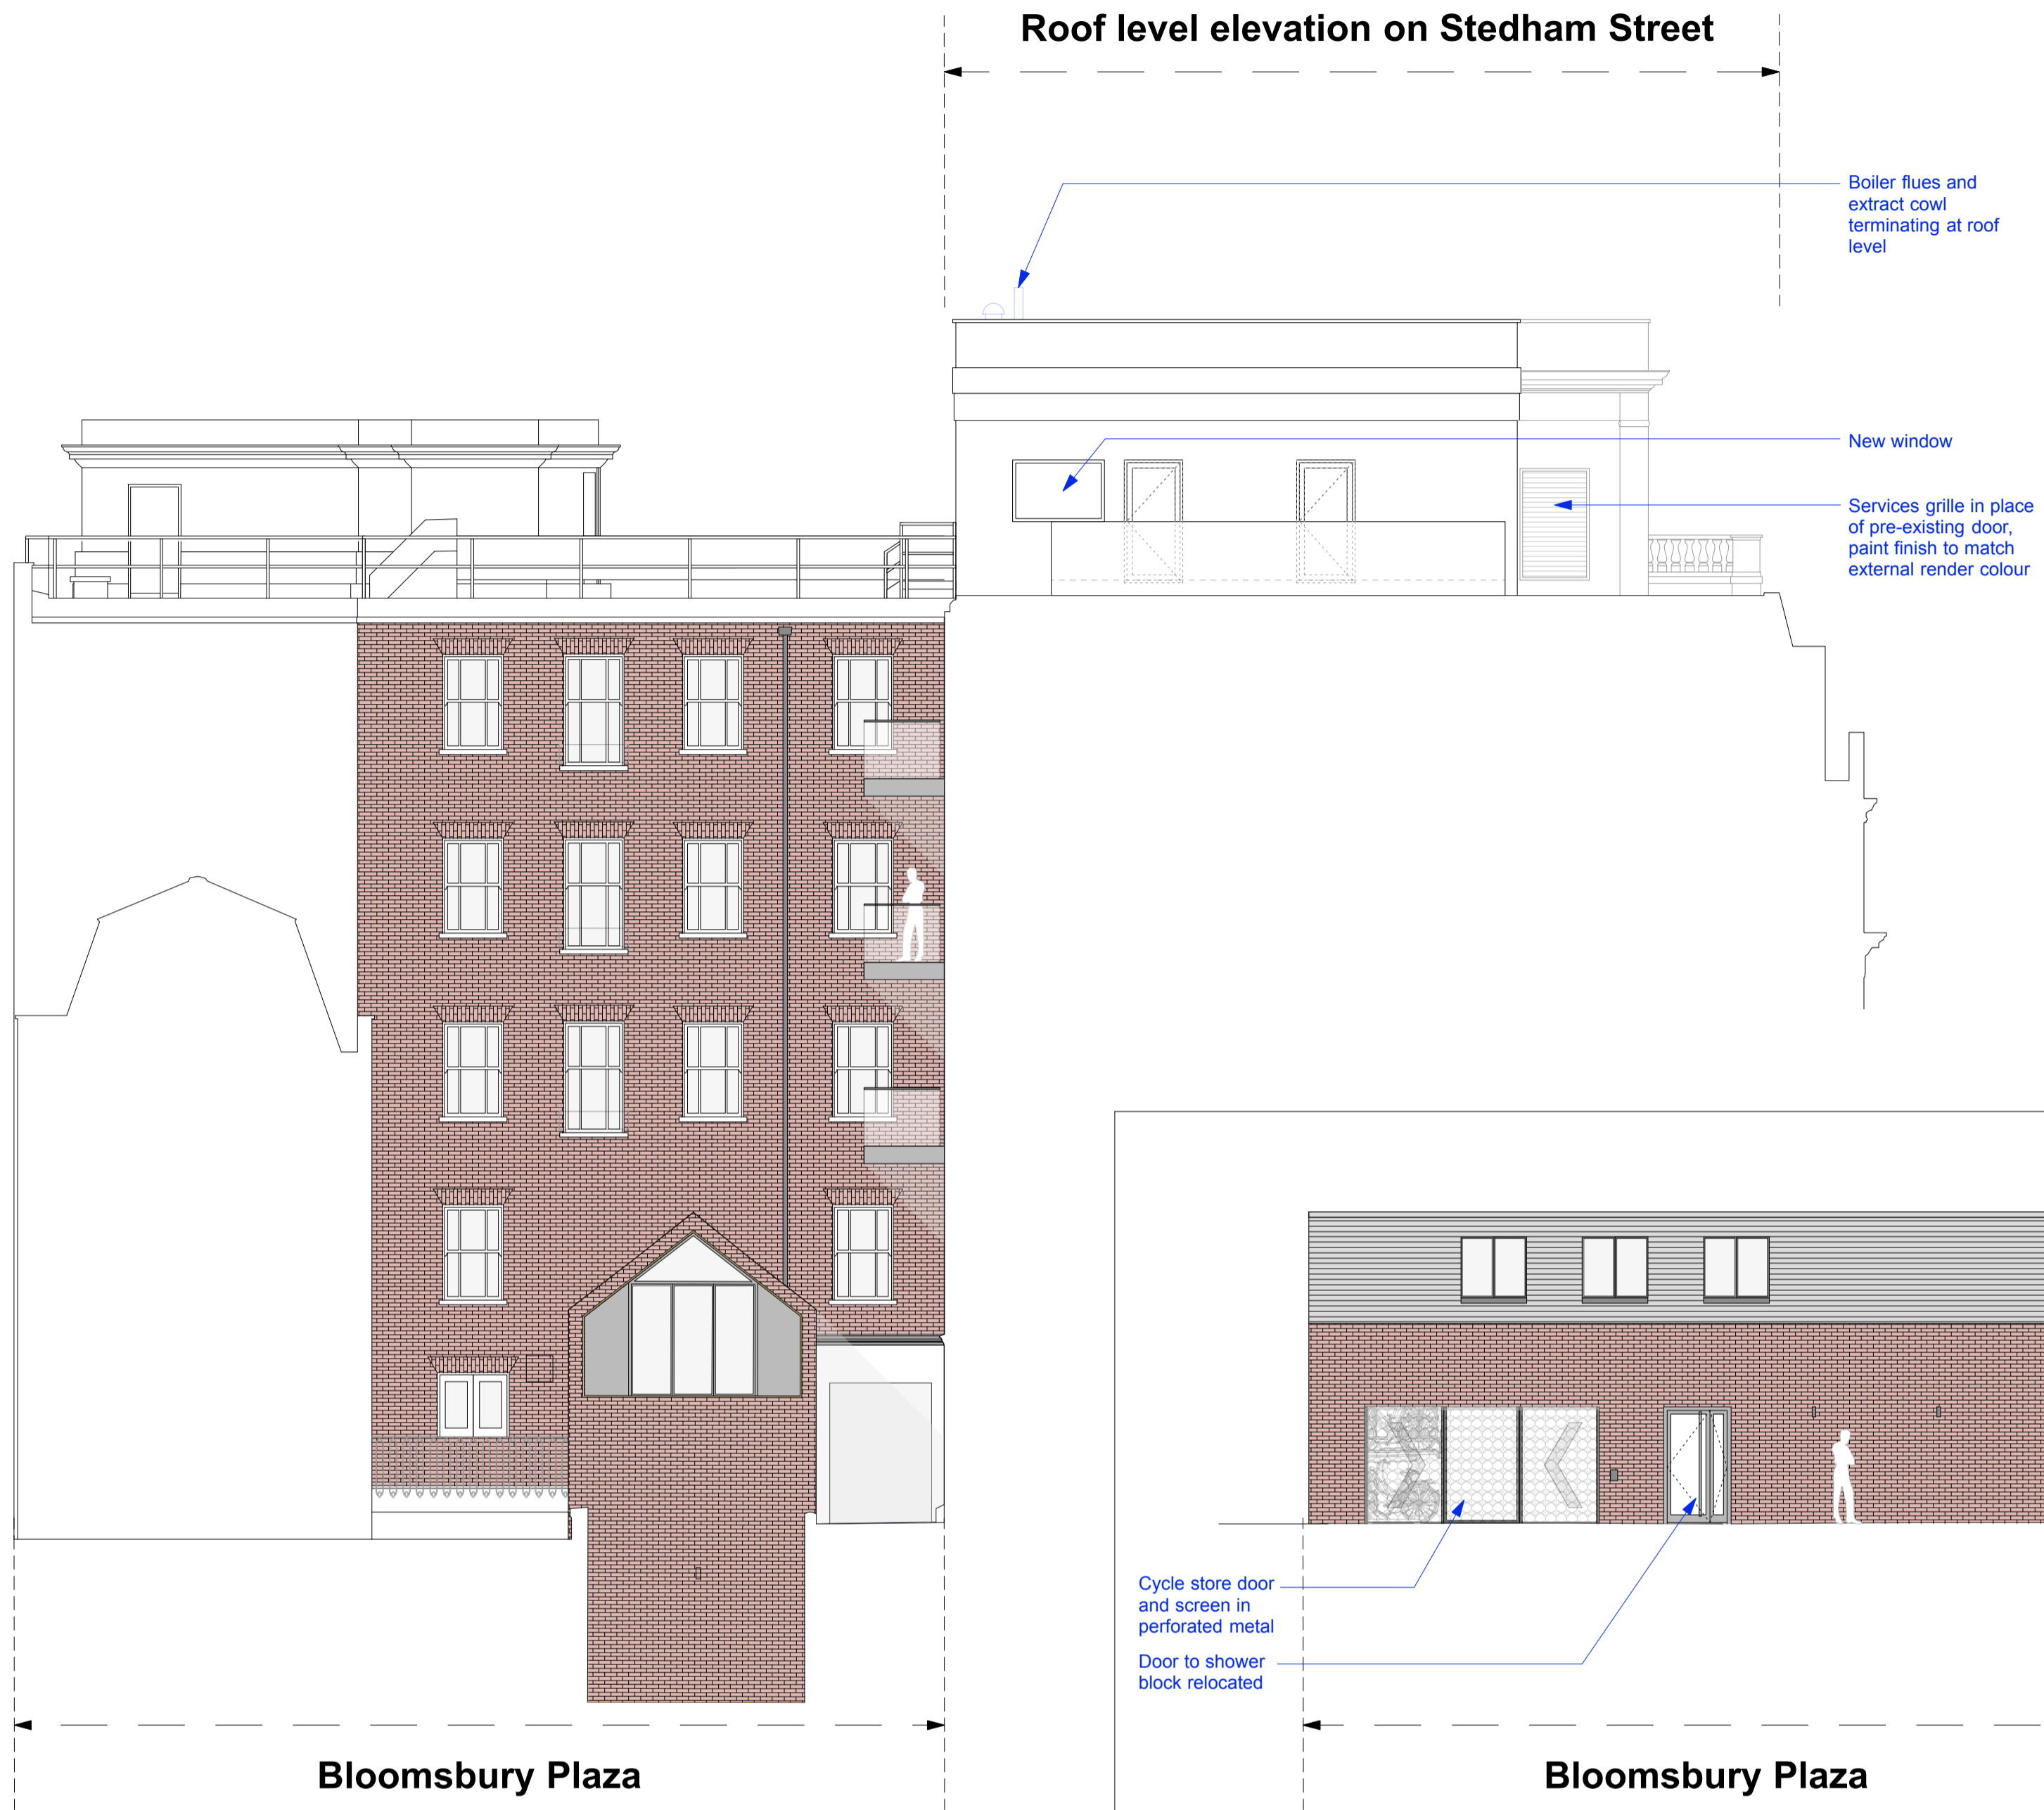 Roof level elevation on Stedham Street
Boiler flues and
extract cowl
terminating at roof
level
New window
Services grille in place
of pre-existing door,
paint finish to match
external render colour
Cycle store door
and screen in
perforated metal
Door to shower
block relocated
Bloomsbury Plaza
Bloomsbury Plaza